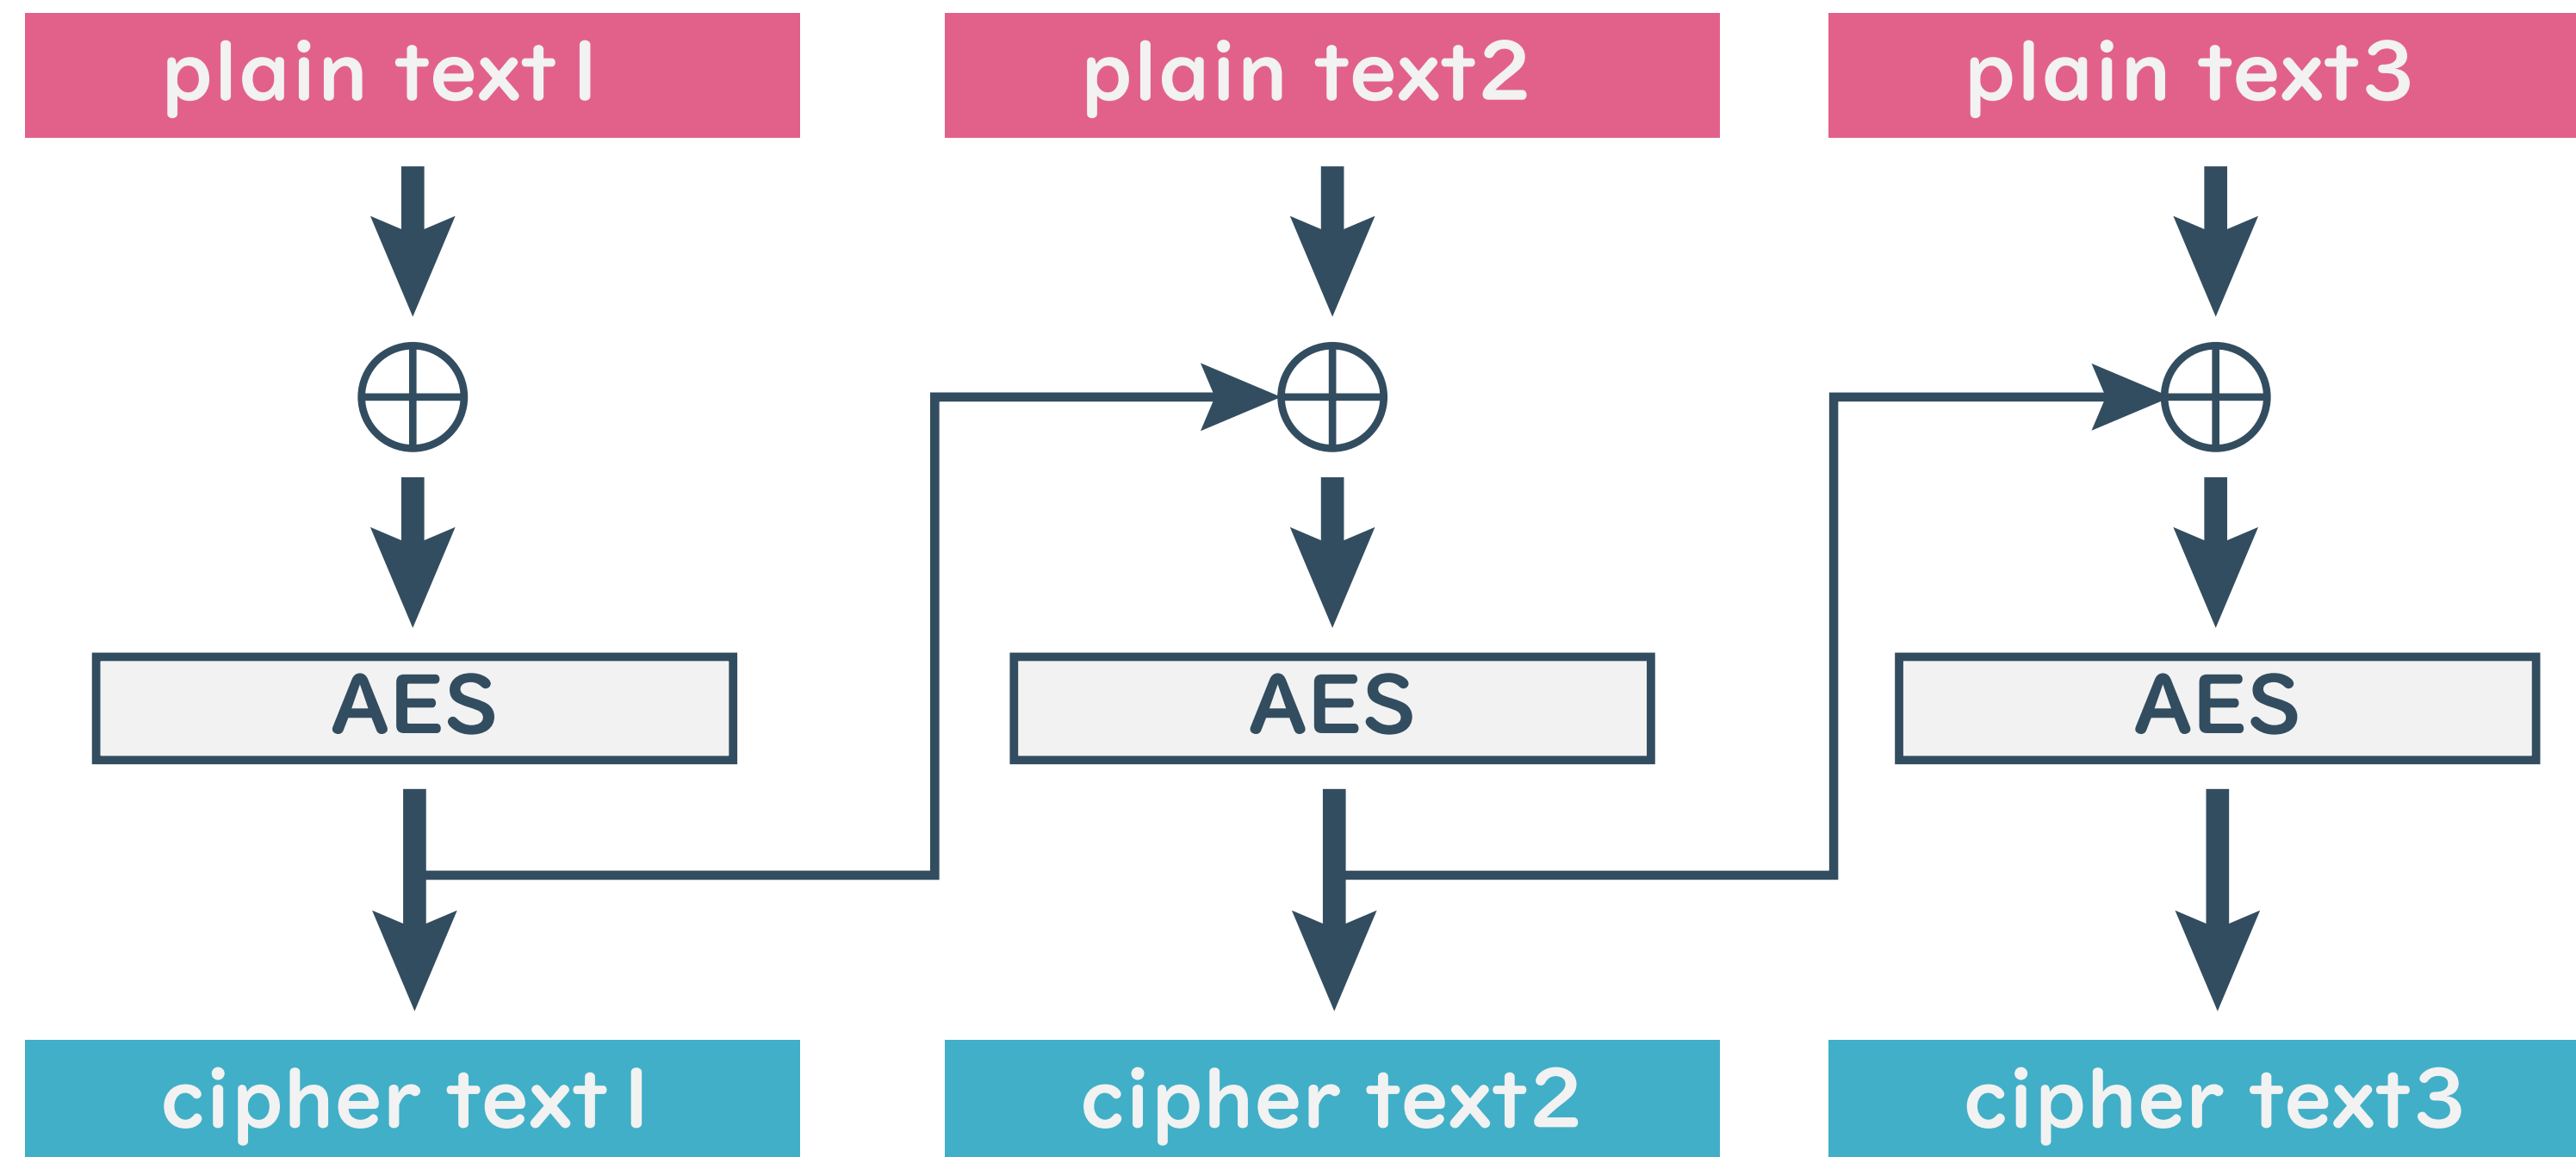 plain text1
plain text2
plain text3
AES
AES
AES
cipher text1
cipher text2
cipher text3